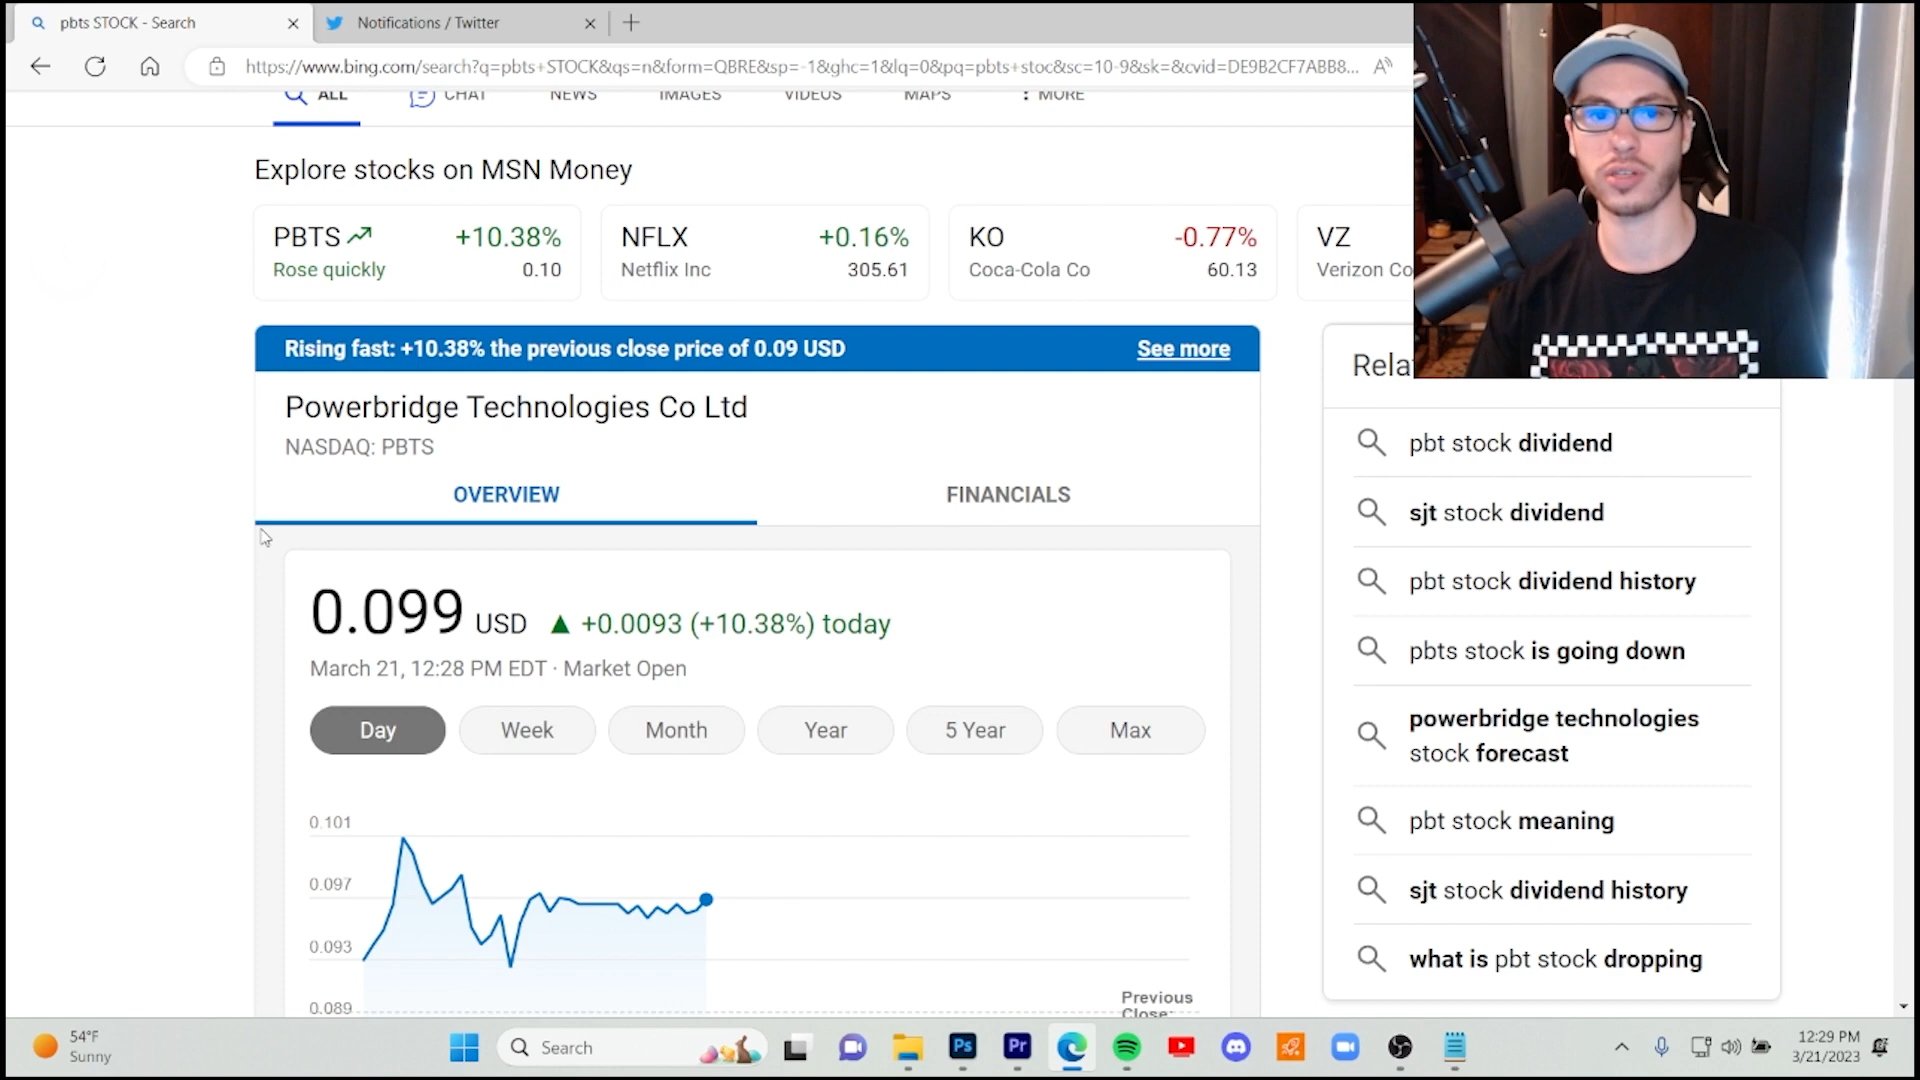 pbts STOCK - Search
Notifications / Twitter
https://www.bing.com/search?q=pbts+STOCK&qs=n&form=QBRE&sp=-1&ghc=1&lq=0&pq=pbts+stoc&sc=10-9&sk=&cvid=DE9B2CF7ABB8...
ALL
CHAT
NEWS
IMAGES
VIDEOS
MAPS
MORE
Explore stocks on MSN Money
PBTS +10.38%
Rose quickly 0.10
NFLX +0.16%
Netflix Inc 305.61
KO -0.77%
Coca-Cola Co 60.13
VZ
Verizon Co
Rising fast: +10.38% the previous close price of 0.09 USD
See more
Powerbridge Technologies Co Ltd
NASDAQ: PBTS
OVERVIEW
FINANCIALS
0.099 USD ▲ +0.0093 (+10.38%) today
March 21, 12:28 PM EDT · Market Open
Day
Week
Month
Year
5 Year
Max
0.101
0.097
0.093
0.089
Previous
Close:
Rela
pbt stock dividend
sjt stock dividend
pbt stock dividend history
pbts stock is going down
powerbridge technologies
stock forecast
pbt stock meaning
sjt stock dividend history
what is pbt stock dropping
54°F
Sunny
Search
Ps
Pr
12:29 PM
3/21/2023